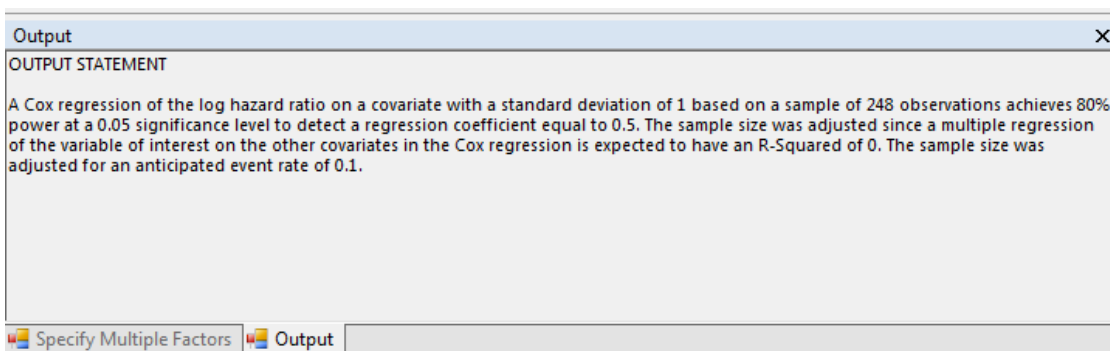 Output
OUTPUT STATEMENT
A Cox regression of the log hazard ratio on a covariate with a standard deviation of 1 based on a sample of 248 observations achieves 80%
power at a 0.05 significance level to detect a regression coefficient equal to 0.5. The sample size was adjusted since a multiple regression
of the variable of interest on the other covariates in the Cox regression is expected to have an R-Squared of 0. The sample size was
adjusted for an anticipated event rate of 0.1.
Specify Multiple Factors Output